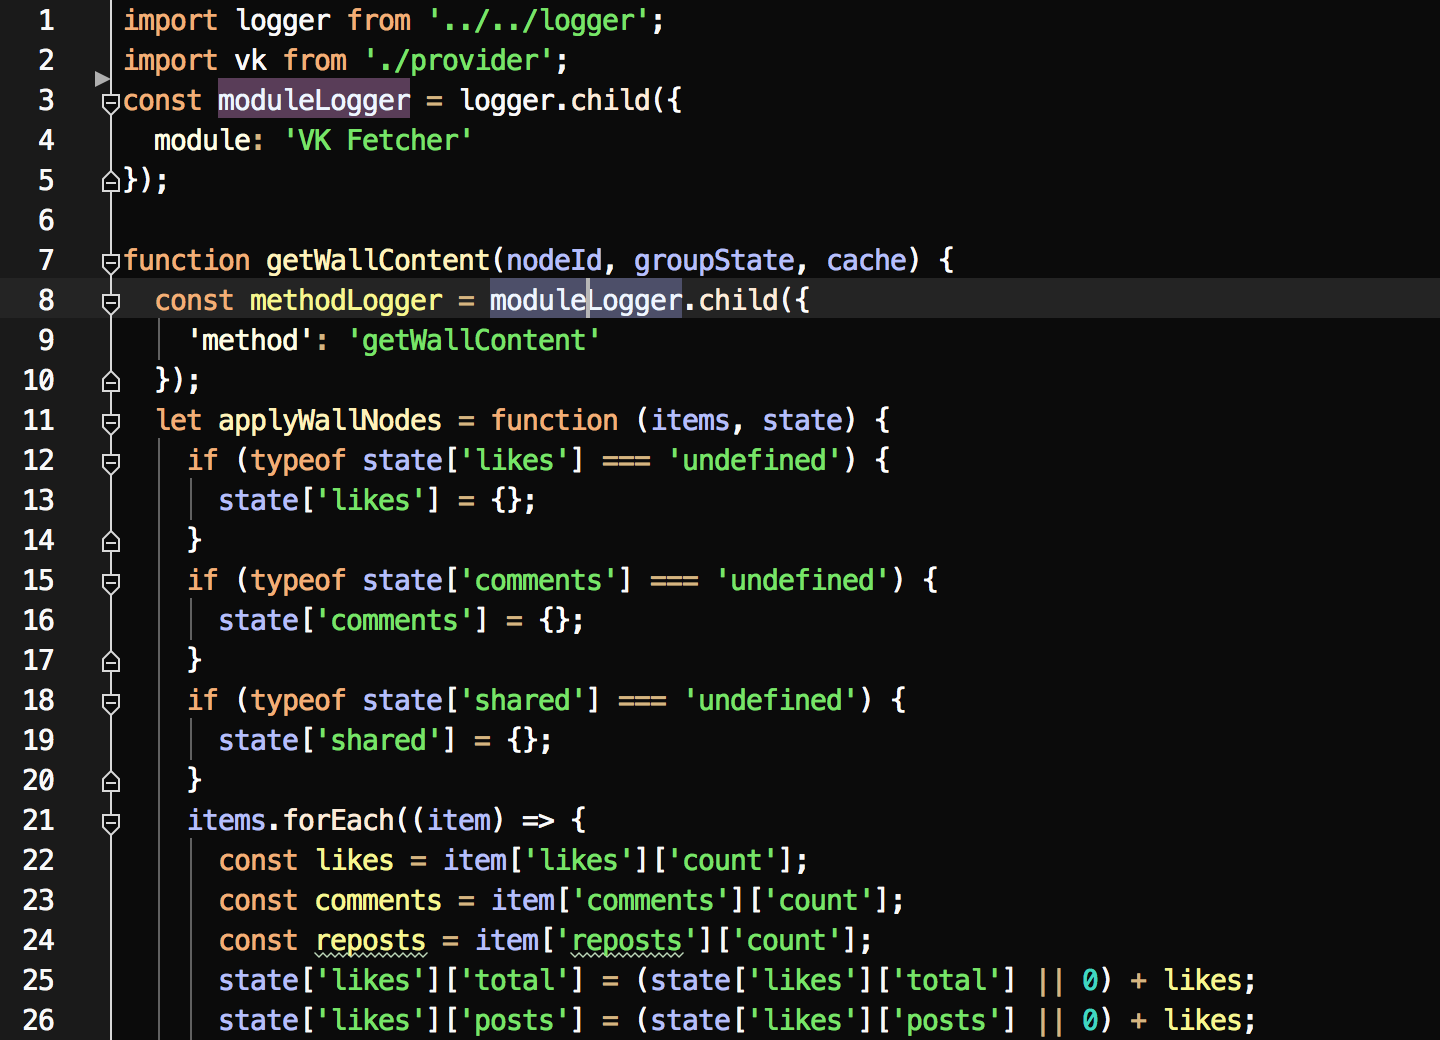 1 import logger from '../../logger';
2 import vk from './provider';
3 const moduleLogger = logger.child({
4   module: 'VK Fetcher'
5 });
6
7 function getWallContent(nodeId, groupState, cache) {
8   const methodLogger = moduleLogger.child({
9     'method': 'getWallContent'
10   });
11   let applyWallNodes = function (items, state) {
12     if (typeof state['likes'] === 'undefined') {
13       state['likes'] = {};
14     }
15     if (typeof state['comments'] === 'undefined') {
16       state['comments'] = {};
17     }
18     if (typeof state['shared'] === 'undefined') {
19       state['shared'] = {};
20     }
21     items.forEach((item) => {
22       const likes = item['likes']['count'];
23       const comments = item['comments']['count'];
24       const reposts = item['reposts']['count'];
25       state['likes']['total'] = (state['likes']['total'] || 0) + likes;
26       state['likes']['posts'] = (state['likes']['posts'] || 0) + likes;